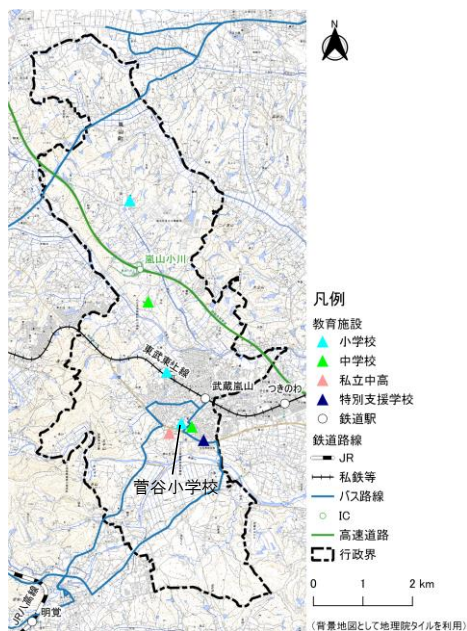 N
嵐山小川
東武東上線
武蔵嵐山
つきのわ
菅谷小学校
JR八高線
明覚
凡例
教育施設
小学校
中学校
私立中高
特別支援学校
鉄道駅
鉄道路線
JR
私鉄等
バス路線
IC
高速道路
行政界
0 1 2 km
(背景地図として地理院タイルを利用)